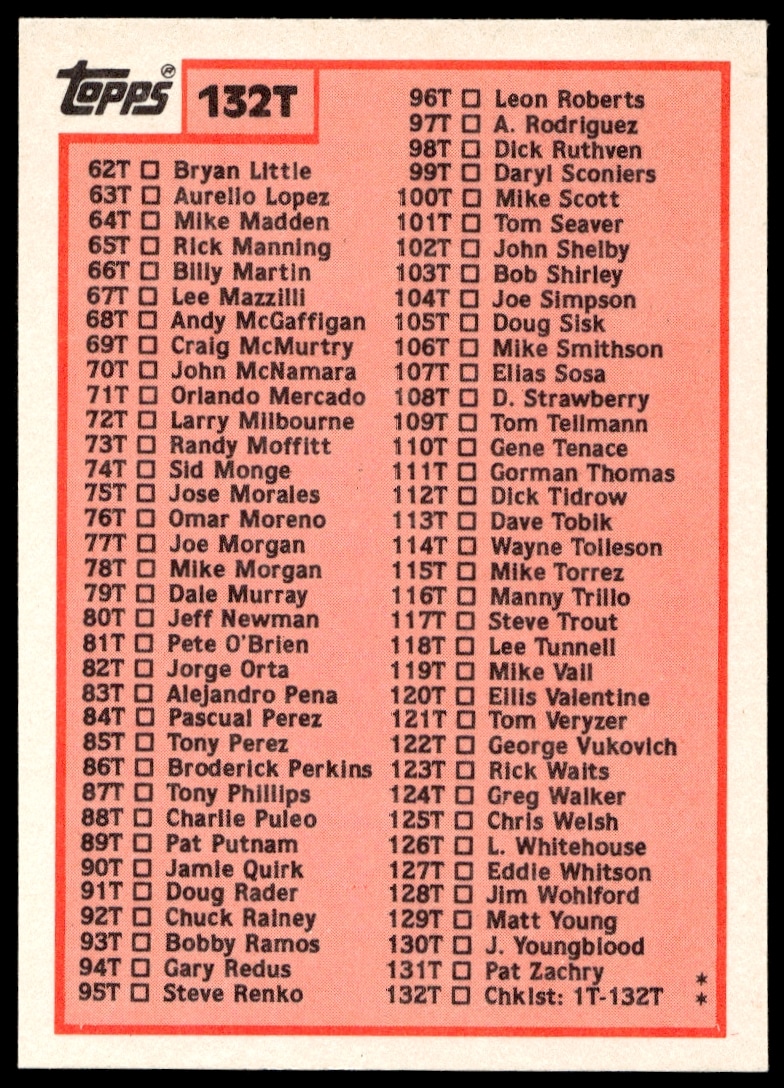 Topps®
132T
62T □ Bryan Little
63T □ Aurelio Lopez
64T □ Mike Madden
65T □ Rick Manning
66T □ Billy Martin
67T □ Lee Mazzilli
68T □ Andy McGaffigan
69T □ Craig McMurtry
70T □ John McNamara
71T □ Orlando Mercado
72T □ Larry Milbourne
73T □ Randy Moffitt
74T □ Sid Monge
75T □ Jose Morales
76T □ Omar Moreno
77T □ Joe Morgan
78T □ Mike Morgan
79T □ Dale Murray
80T □ Jeff Newman
81T □ Pete O'Brien
82T □ Jorge Orta
83T □ Alejandro Pena
84T □ Pascual Perez
85T □ Tony Perez
86T □ Broderick Perkins
87T □ Tony Phillips
88T □ Charlie Puleo
89T □ Pat Putnam
90T □ Jamie Quirk
91T □ Doug Rader
92T □ Chuck Rainey
93T □ Bobby Ramos
94T □ Gary Redus
95T □ Steve Renko
96T □ Leon Roberts
97T □ A. Rodriguez
98T □ Dick Ruthven
99T □ Daryl Sconiers
100T □ Mike Scott
101T □ Tom Seaver
102T □ John Shelby
103T □ Bob Shirley
104T □ Joe Simpson
105T □ Doug Sisk
106T □ Mike Smithson
107T □ Elias Sosa
108T □ D. Strawberry
109T □ Tom Tellmann
110T □ Gene Tenace
111T □ Gorman Thomas
112T □ Dick Tidrow
113T □ Dave Tobik
114T □ Wayne Tolleson
115T □ Mike Torrez
116T □ Manny Trillo
117T □ Steve Trout
118T □ Lee Tunnell
119T □ Mike Vail
120T □ Ellis Valentine
121T □ Tom Veryzer
122T □ George Vukovich
123T □ Rick Waits
124T □ Greg Walker
125T □ Chris Welsh
126T □ L. Whitehouse
127T □ Eddie Whitson
128T □ Jim Wohlford
129T □ Matt Young
130T □ J. Youngblood
131T □ Pat Zachry *
132T □ Chklst: 1T-132T *